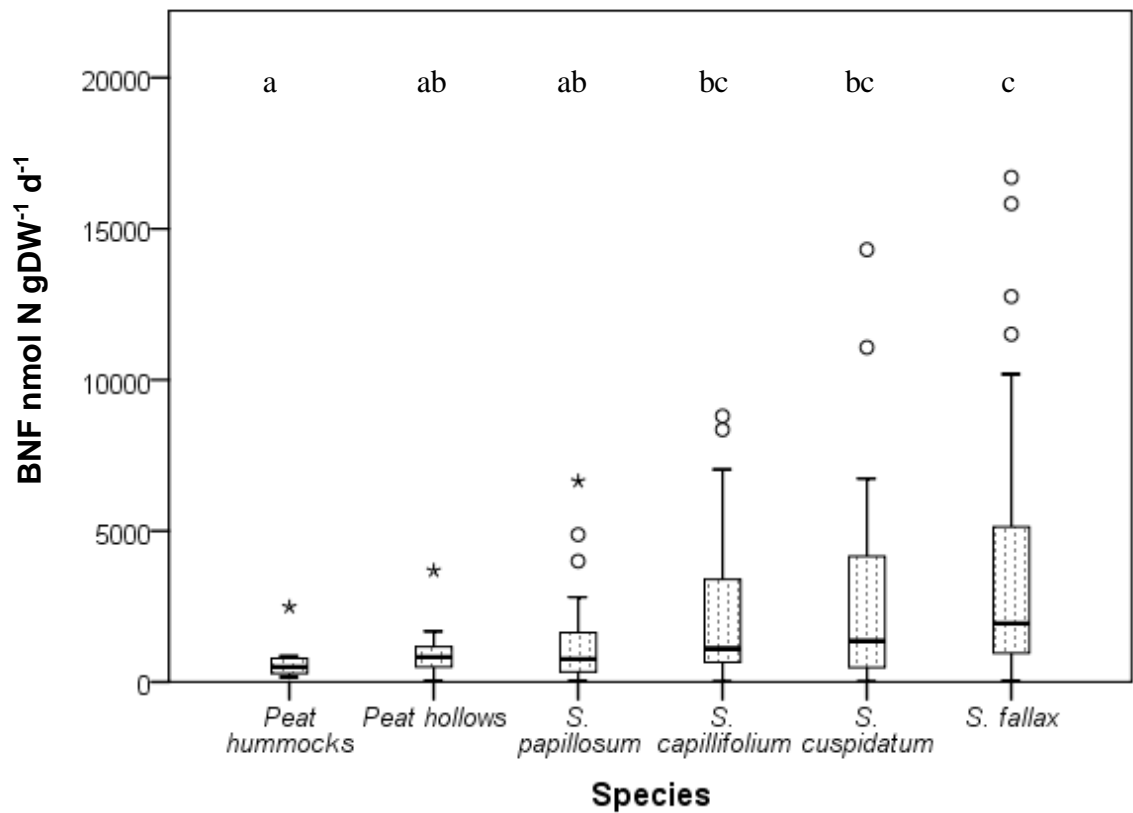 20000
a ab ab bc bc c
15000
10000
5000
0
BNF nmol N gDW⁻¹ d⁻¹
Peat hummocks
Peat hollows
S. papillosum
S. capillifolium
S. cuspidatum
S. fallax
Species